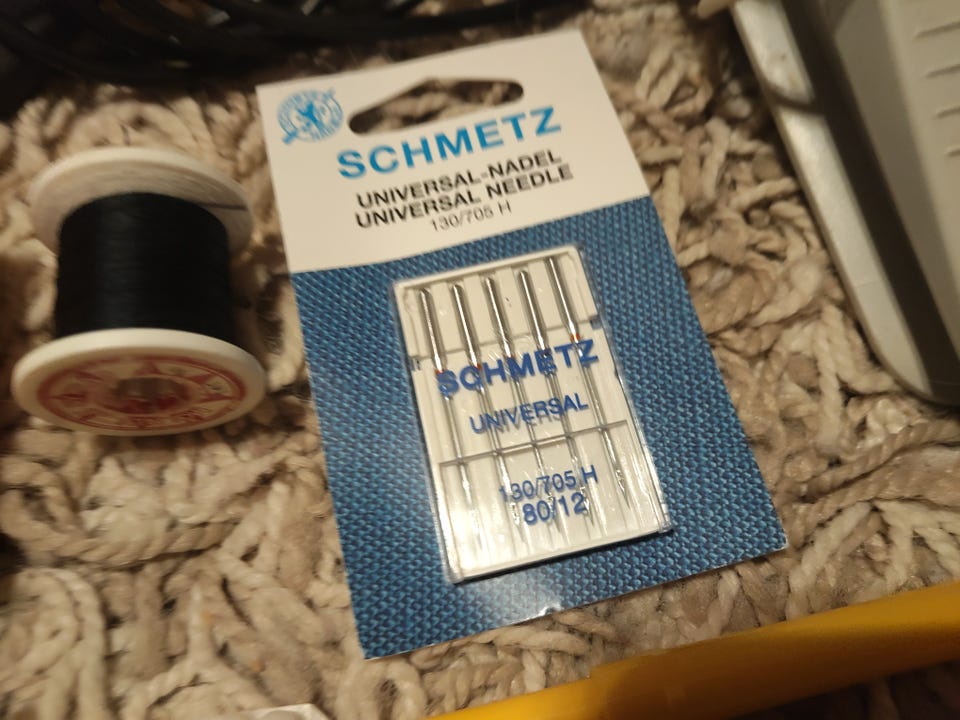 SCHMETZ
UNIVERSAL-NADEL
UNIVERSAL NEEDLE
130/705 H
SCHMETZ
UNIVERSAL
130/705 H
80/12